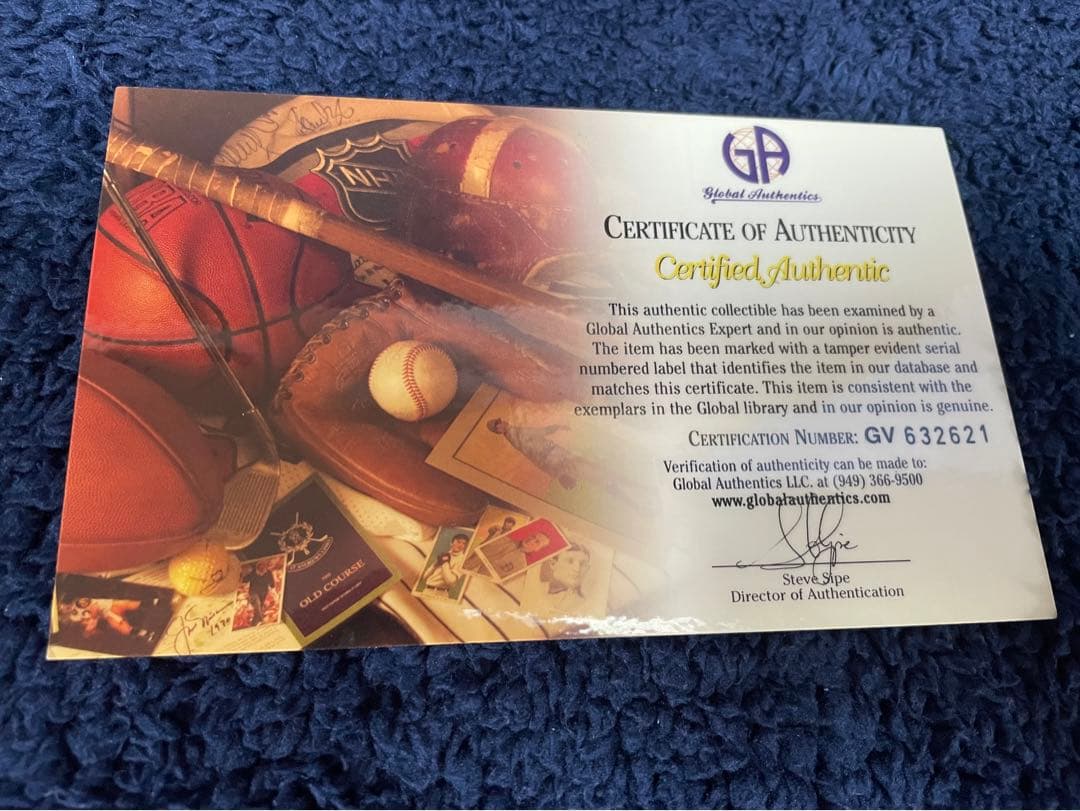 NH
GA
Global Authentics
CERTIFICATE OF AUTHENTICITY
Certified Authentic
This authentic collectible has been examined by a
Global Authentics Expert and in our opinion is authentic.
The item has been marked with a tamper evident serial
numbered label that identifies the item in our database and
matches this certificate. This item is consistent with the
exemplars in the Global library and in our opinion is genuine.
CERTIFICATION NUMBER: GV 632621
Verification of authenticity can be made to:
Global Authentics LLC. at (949) 366-9500
www.globalauthentics.com
Steve Sipe
Director of Authentication
OLD COURSE